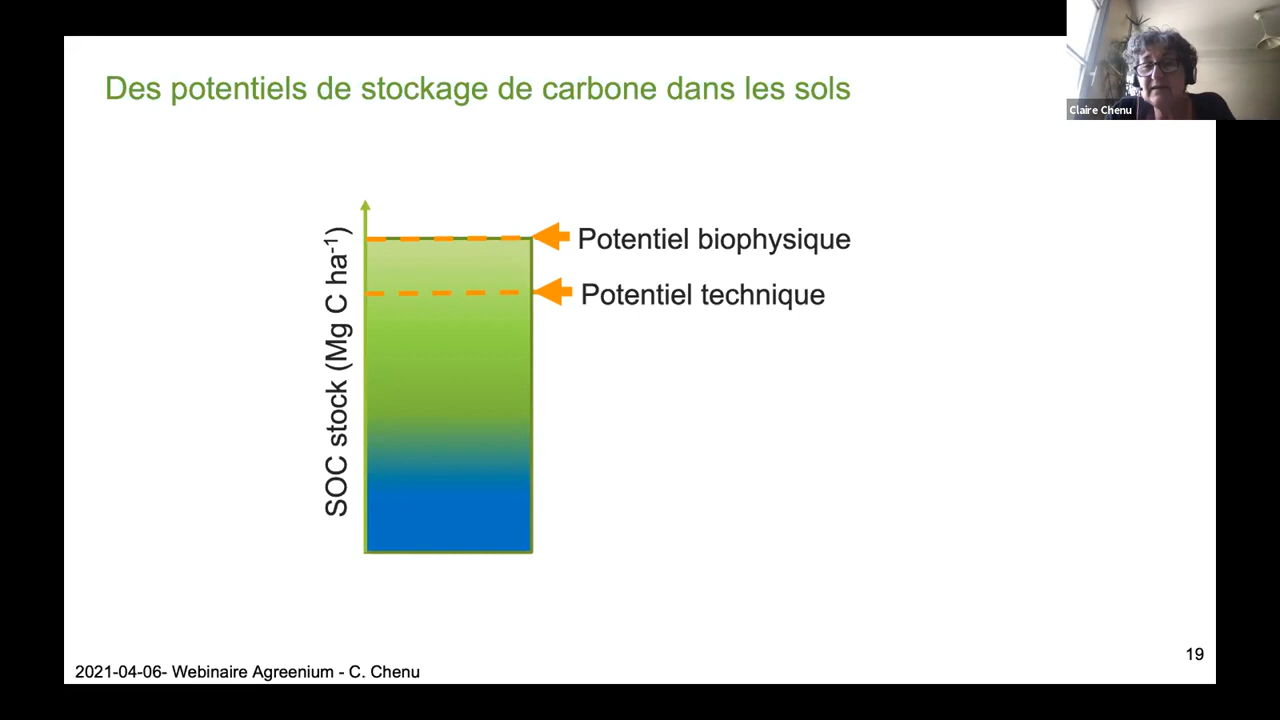 Des potentiels de stockage de carbone dans les sols
Claire Chenu
SOC stock (Mg C ha⁻¹)
Potentiel biophysique
Potentiel technique
19
2021-04-06- Webinaire Agreenium - C. Chenu